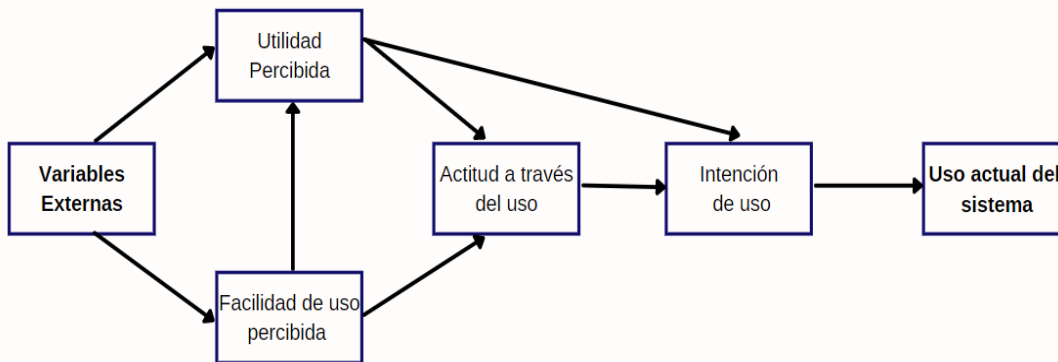 Utilidad
Percibida
Variables
Externas
Facilidad de uso
percibida
Actitud a través
del uso
Intención
de uso
Uso actual del
sistema